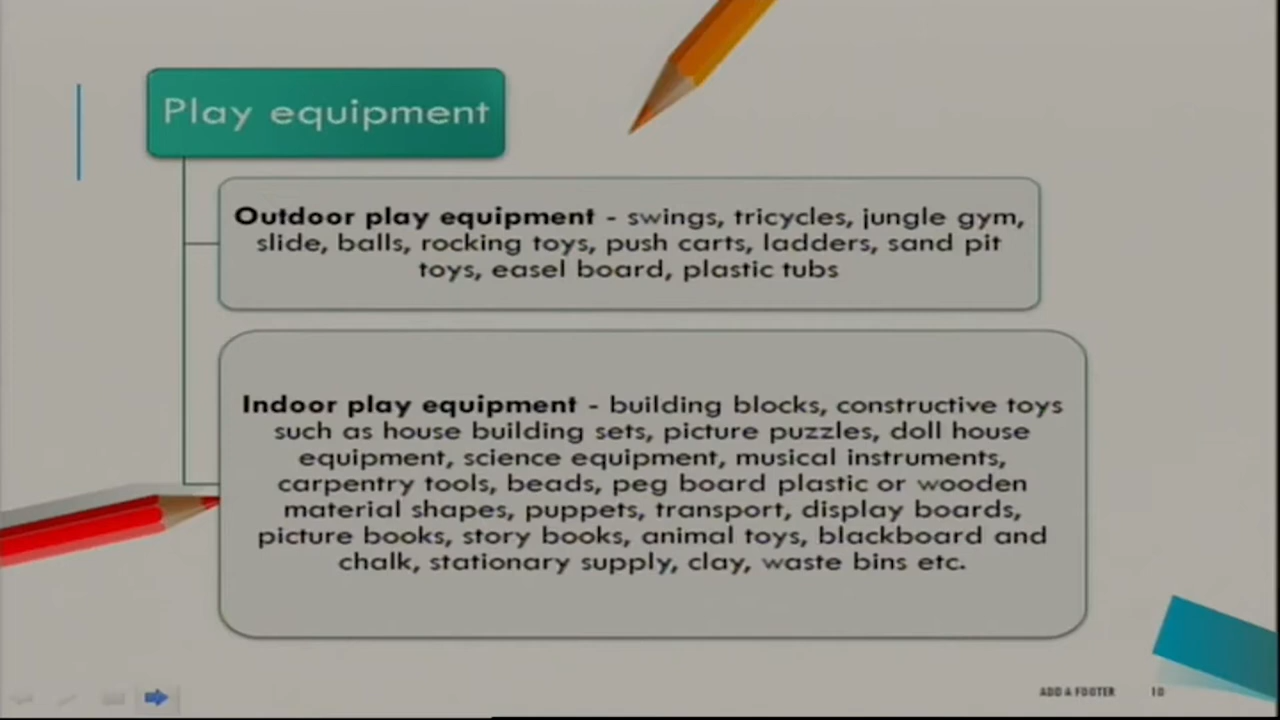 Play equipment
Outdoor play equipment - swings, tricycles, jungle gym,
slide, balls, rocking toys, push carts, ladders, sand pit
toys, easel board, plastic tubs
Indoor play equipment - building blocks, constructive toys
such as house building sets, picture puzzles, doll house
equipment, science equipment, musical instruments,
carpentry tools, beads, peg board plastic or wooden
material shapes, puppets, transport, display boards,
picture books, story books, animal toys, blackboard and
chalk, stationary supply, clay, waste bins etc.
ADD A FOOTER 10